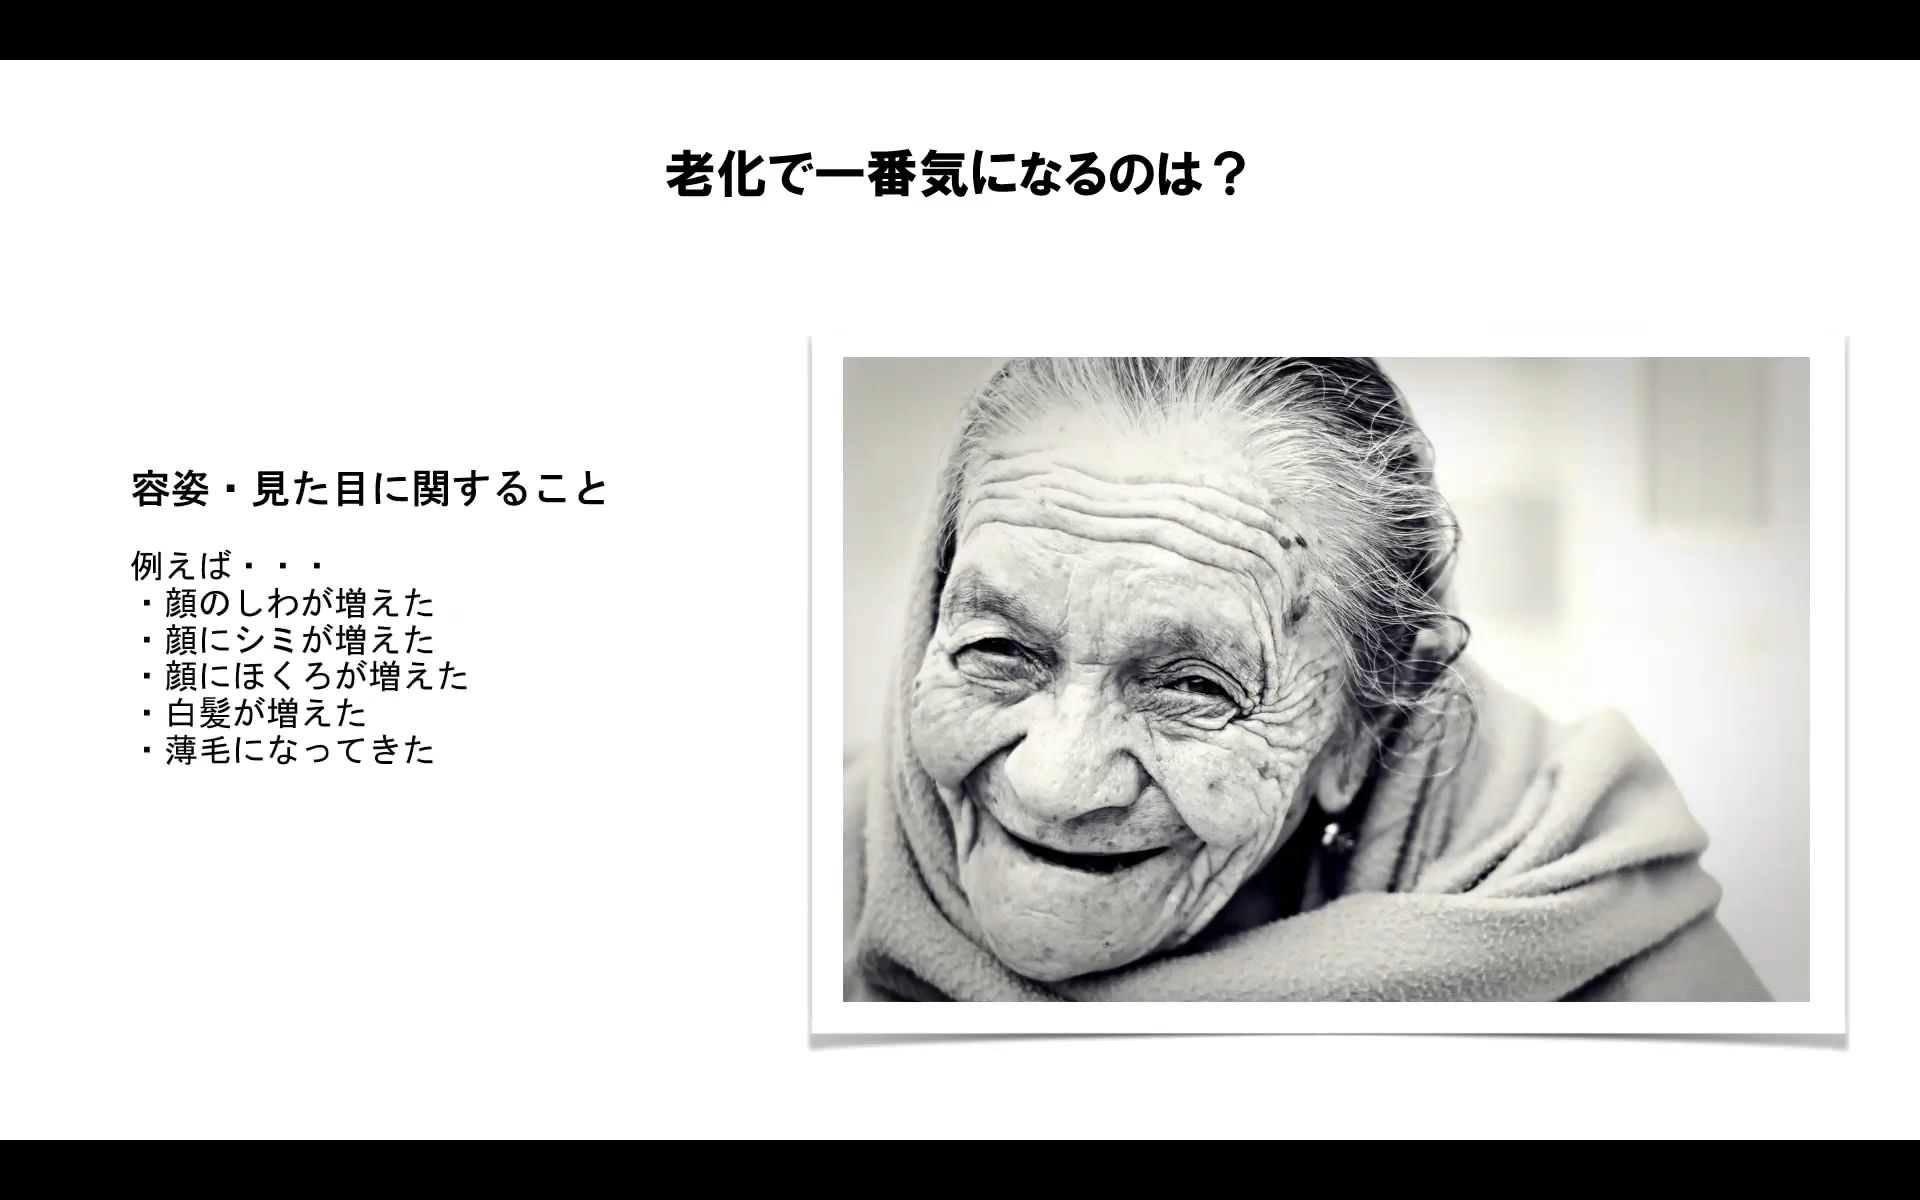 老化で一番気になるのは？
容姿・見た目に関すること
例えば・・・
・顔のしわが増えた
・顔にシミが増えた
・顔にほくろが増えた
・白髪が増えた
・薄毛になってきた